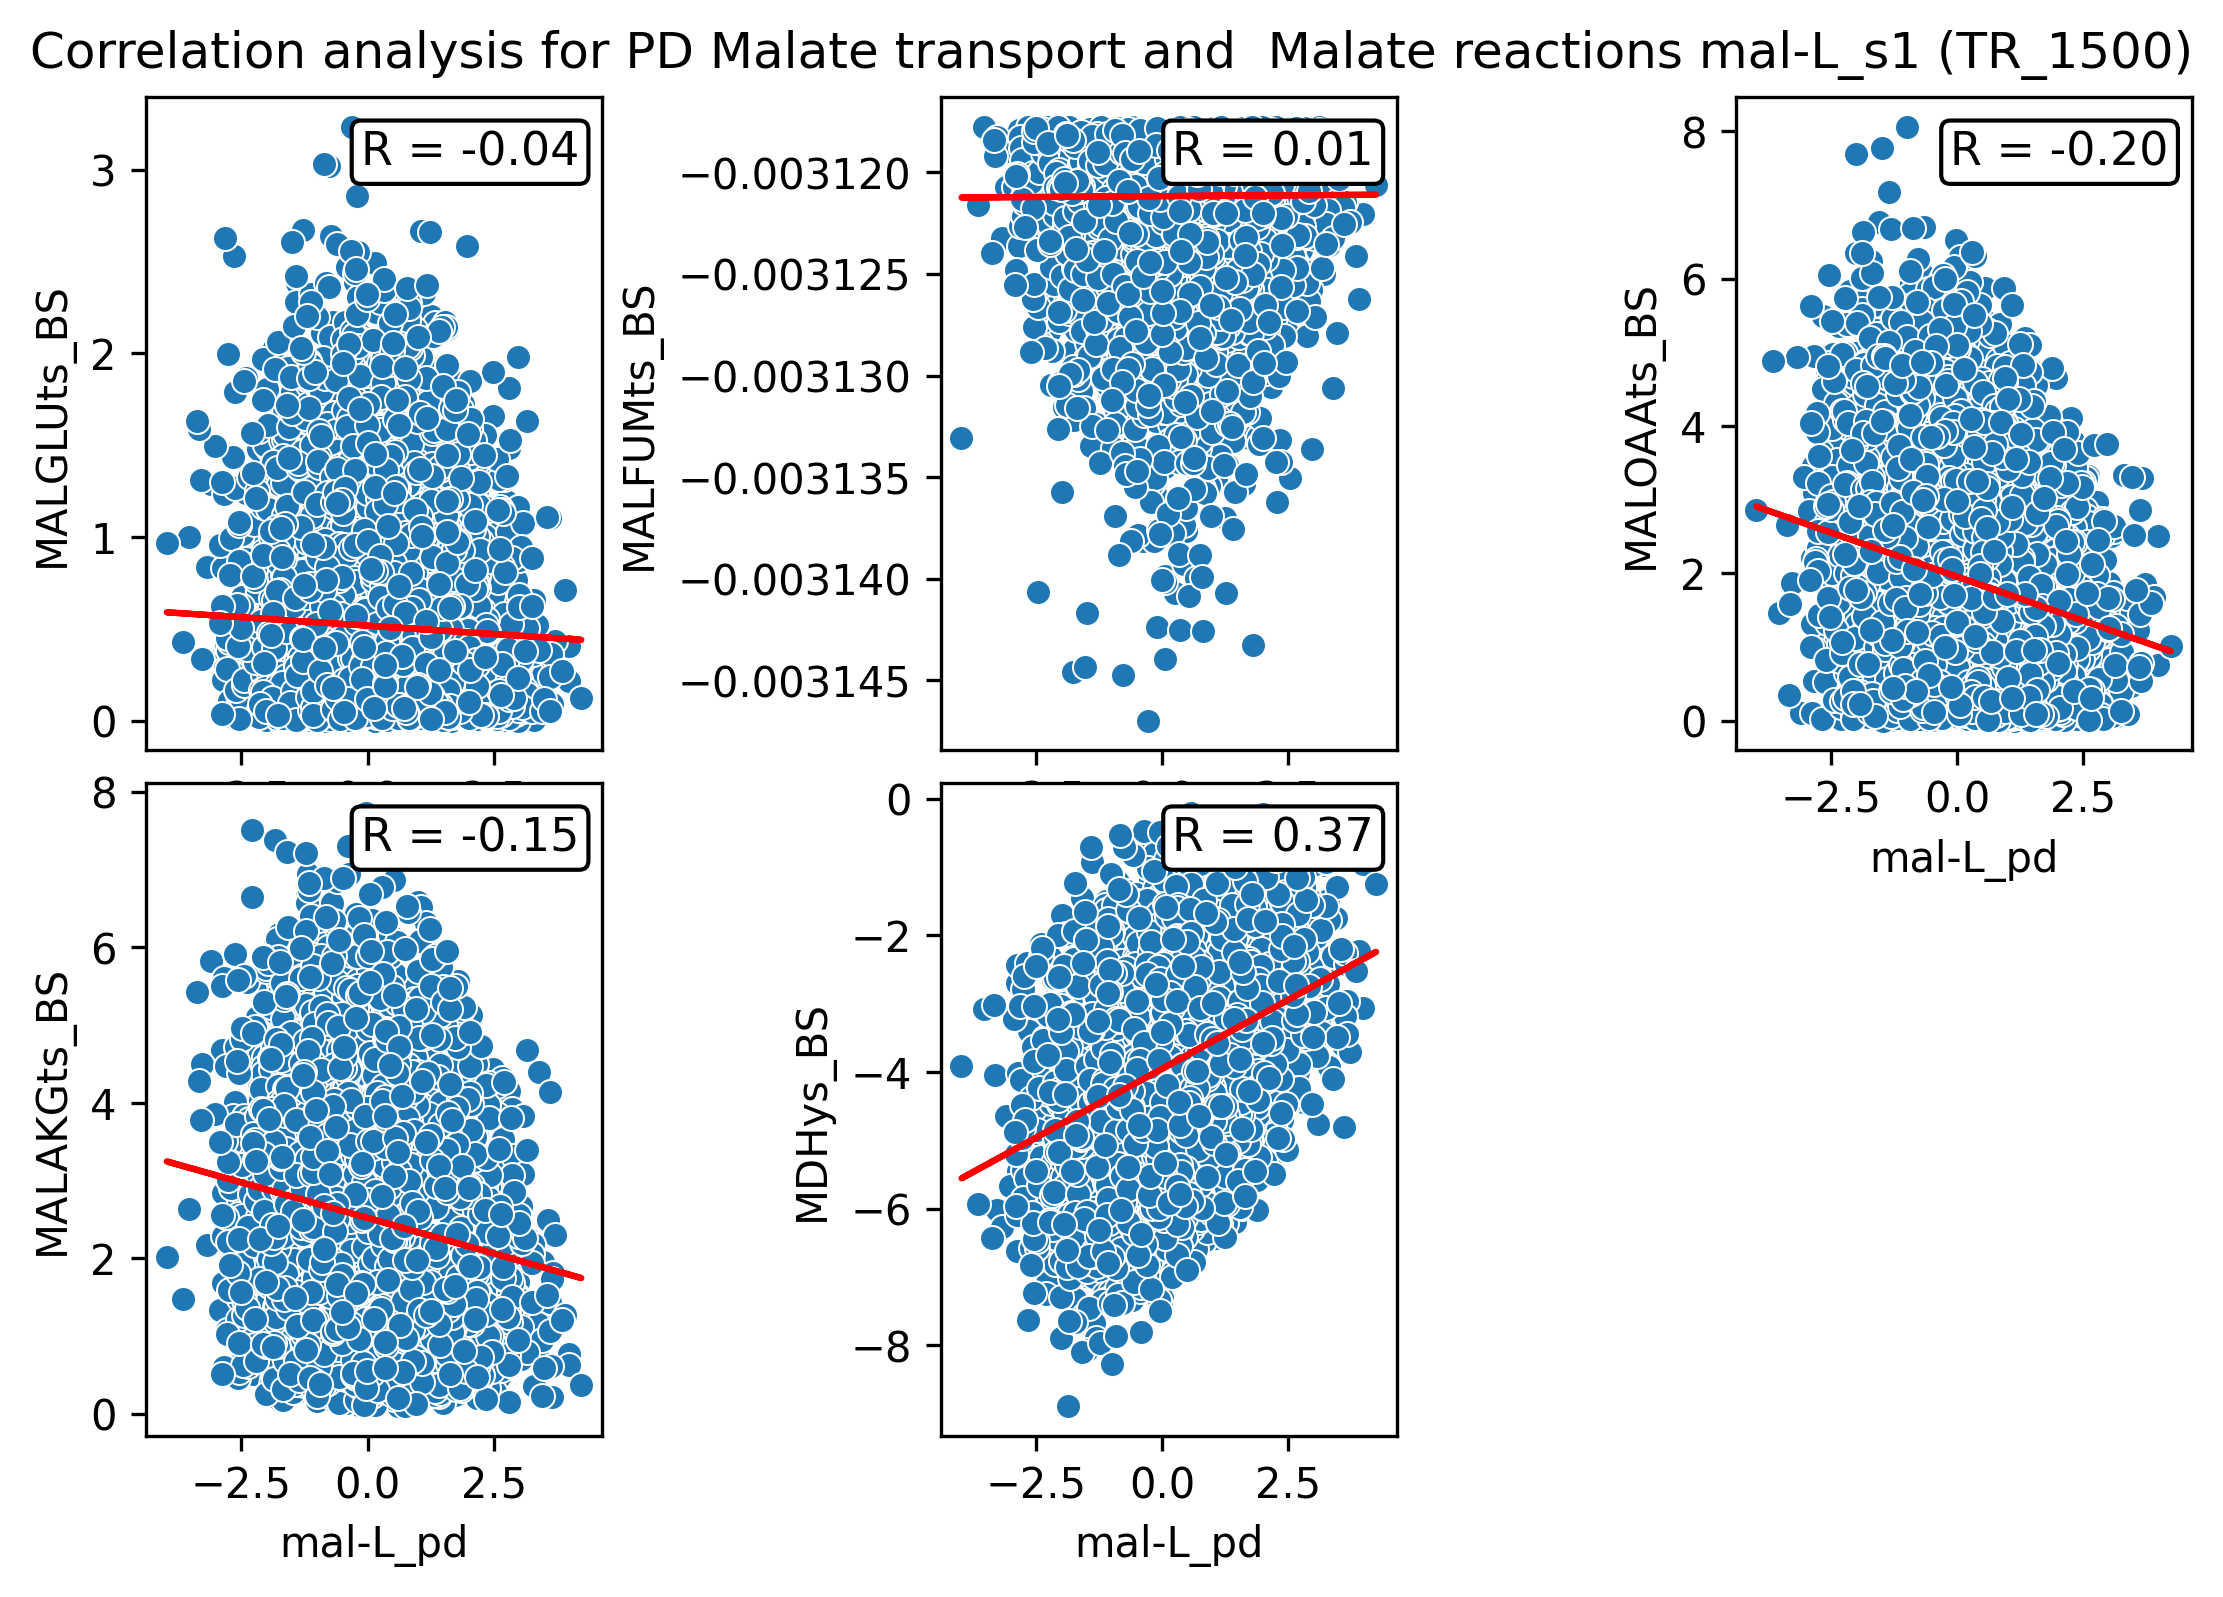 Correlation analysis for PD Malate transport and  Malate reactions mal-L_s1 (TR_1500)
R = -0.04
3
2
1
0
MALGLUts_BS
R = 0.01
−0.003120
−0.003125
−0.003130
−0.003135
−0.003140
−0.003145
MALFUMts_BS
R = -0.20
8
6
4
2
0
MALOAAts_BS
−2.5 0.0 2.5
mal-L_pd
R = -0.15
8
6
4
2
0
MALAKGts_BS
−2.5 0.0 2.5
mal-L_pd
R = 0.37
0
−2
−4
−6
−8
MDHys_BS
−2.5 0.0 2.5
mal-L_pd